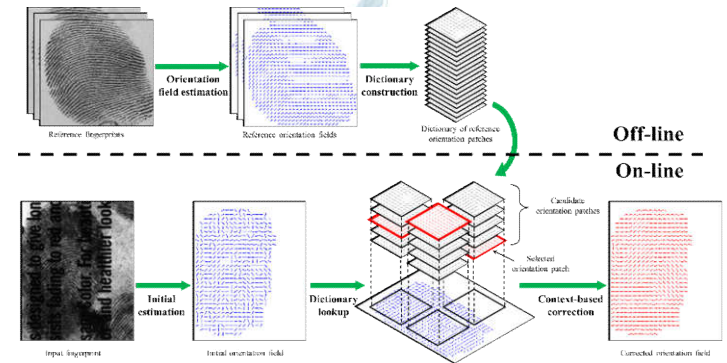 Orientation
field estimation
Dictionary
construction
Reference fingerprints
Reference orientation fields
Dictionary of reference
orientation patches
Off-line
On-line
Candidate
orientation patches
Selected
orientation patch
Initial
estimation
Dictionary
lookup
Context-based
correction
Input fingerprint
Initial orientation field
Corrected orientation field